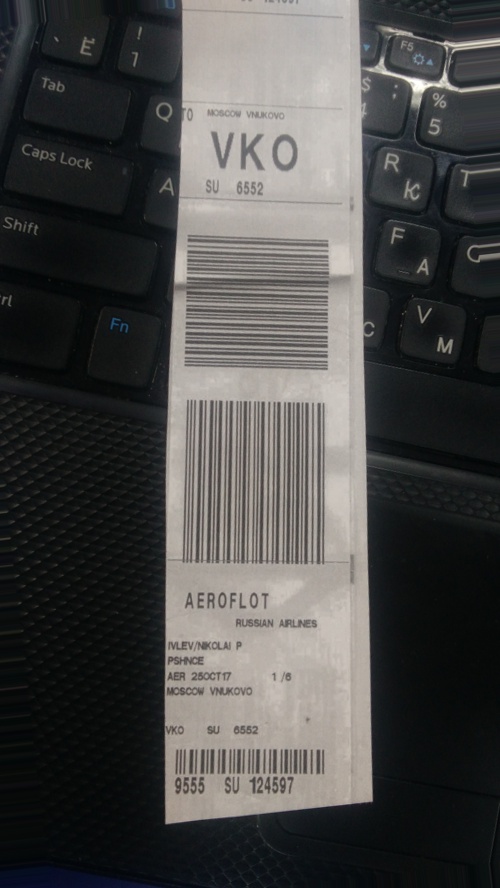 TO MOSCOW VNUKOVO
VKO
SU 6552
AEROFLOT
RUSSIAN AIRLINES
IVLEV/NIKOLAI P
PSHNCE
AER 25OCT17 1/6
MOSCOW VNUKOVO
VKO SU 6552
9555 SU 124597
Ё
!
1
Tab
Q
Caps Lock
A
Shift
Fn
F5
$
%
5
R
К
T
F
А
C
V
М